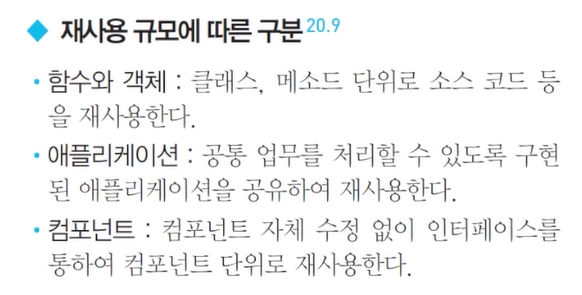 ◆ 재사용 규모에 따른 구분 20.9
• 함수와 객체 : 클래스, 메소드 단위로 소스 코드 등
을 재사용한다.
• 애플리케이션 : 공통 업무를 처리할 수 있도록 구현
된 애플리케이션을 공유하여 재사용한다.
• 컴포넌트 : 컴포넌트 자체 수정 없이 인터페이스를
통하여 컴포넌트 단위로 재사용한다.